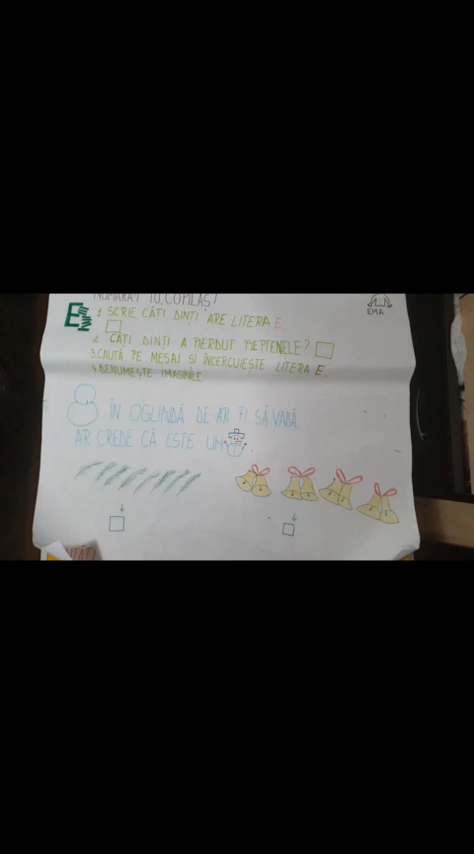 NUMĂRĂ ȚI TU, COPILAȘ!
1. SCRIE CÂȚI DINȚI ARE LITERA E.
2. CÂȚI DINȚI A PIERDUT PIEPTENELE?
3. CAUTĂ PE MESAJ ȘI ÎNCERCUIEȘTE LITERA E.
4. DENUMEȘTE IMAGINILE
EMA
ÎN OGLINDĂ DE AR FI SĂ VADĂ,
AR CREDE CĂ ESTE UN